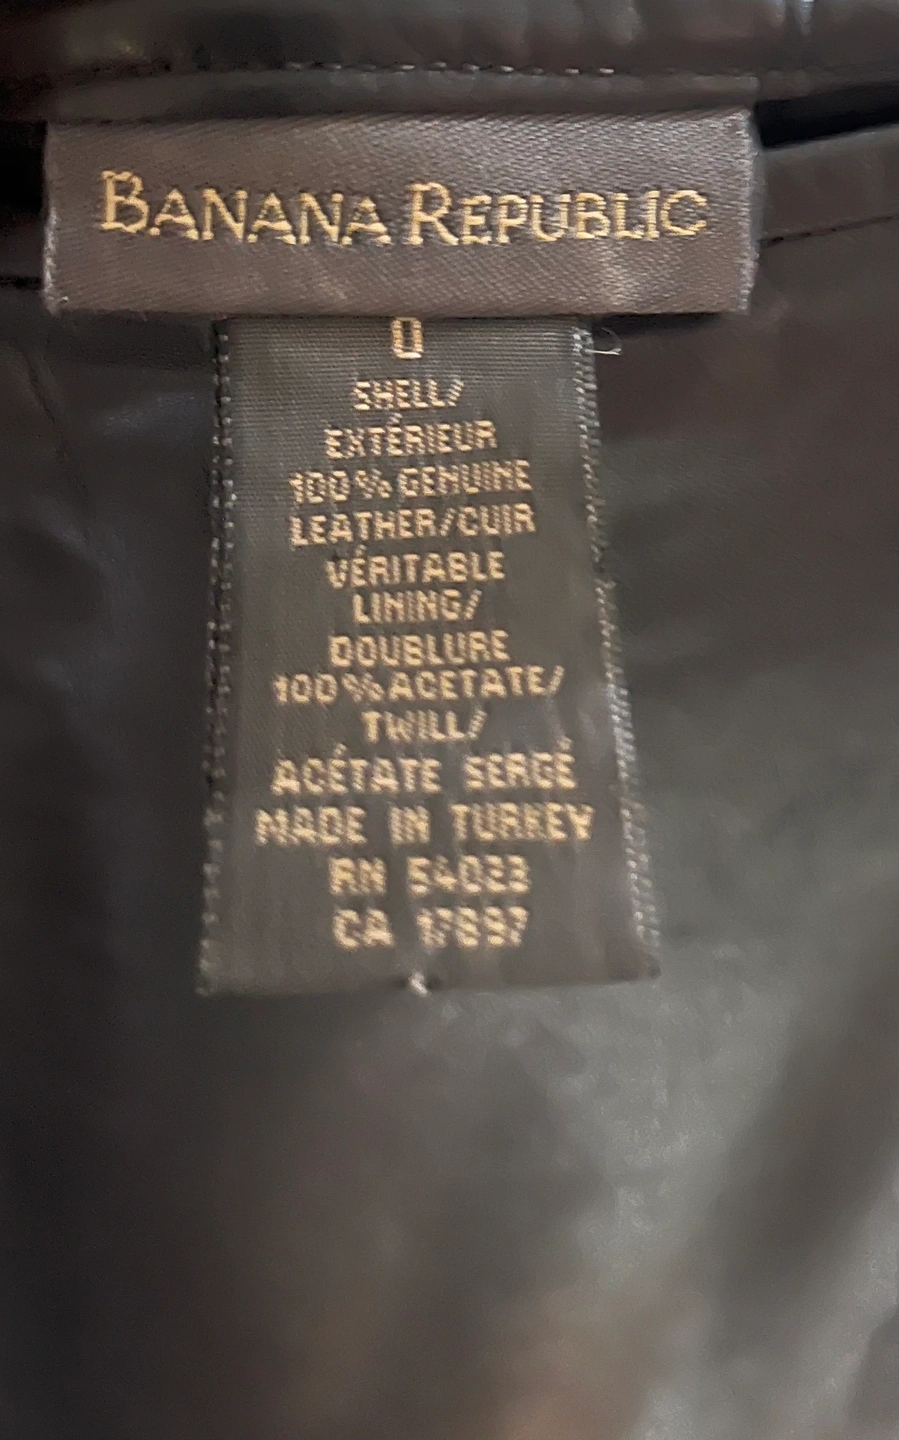 BANANA REPUBLIC
0
SHELL/
EXTÉRIEUR
100% GENUINE
LEATHER/CUIR
VÉRITABLE
LINING/
DOUBLURE
100% ACETATE/
TWILL/
ACÉTATE SERGÉ
MADE IN TURKEY
RN 54023
CA 17897